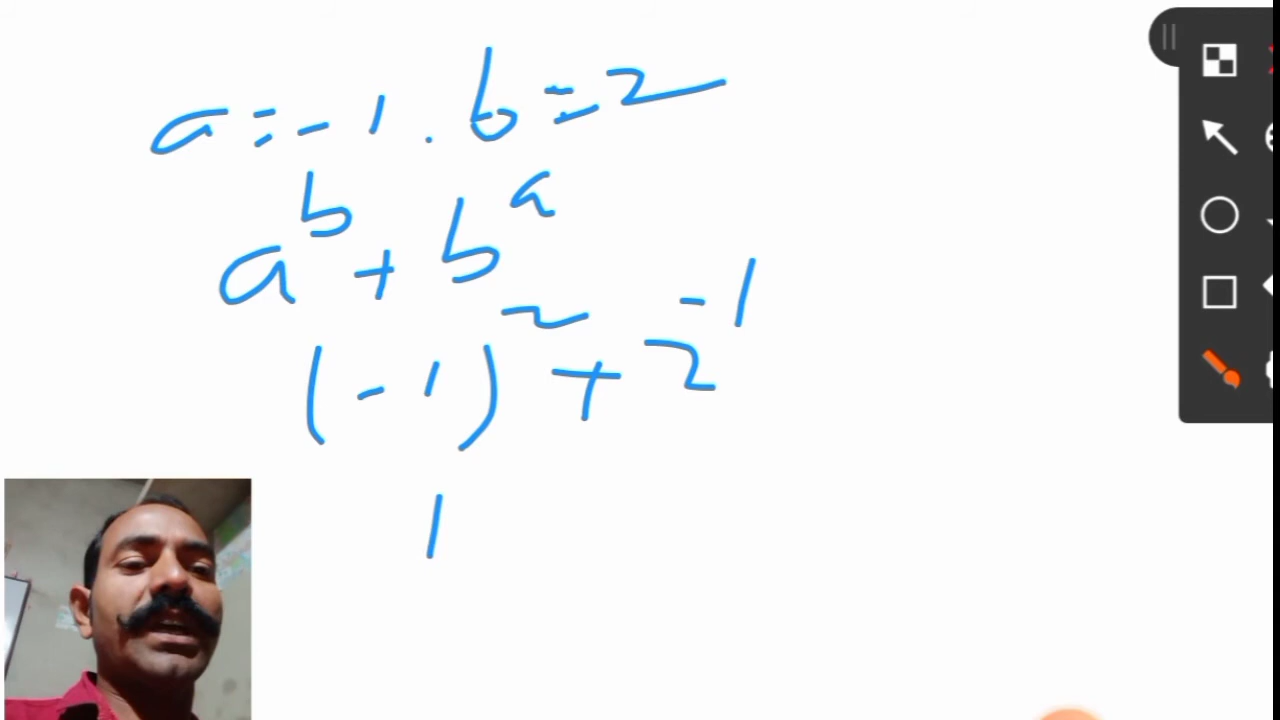 a = -1 . b = 2
a^b + b^a
(-1)^2 + 2^-1
1